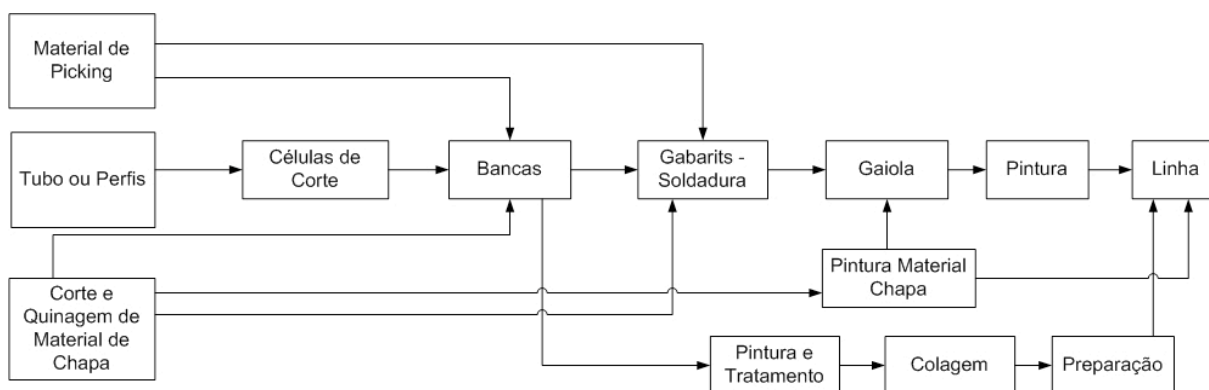 Material de
Picking
Tubo ou Perfis
Células de
Corte
Bancas
Gabarits -
Soldadura
Gaiola
Pintura
Linha
Corte e
Quinagem de
Material de
Chapa
Pintura Material
Chapa
Pintura e
Tratamento
Colagem
Preparação